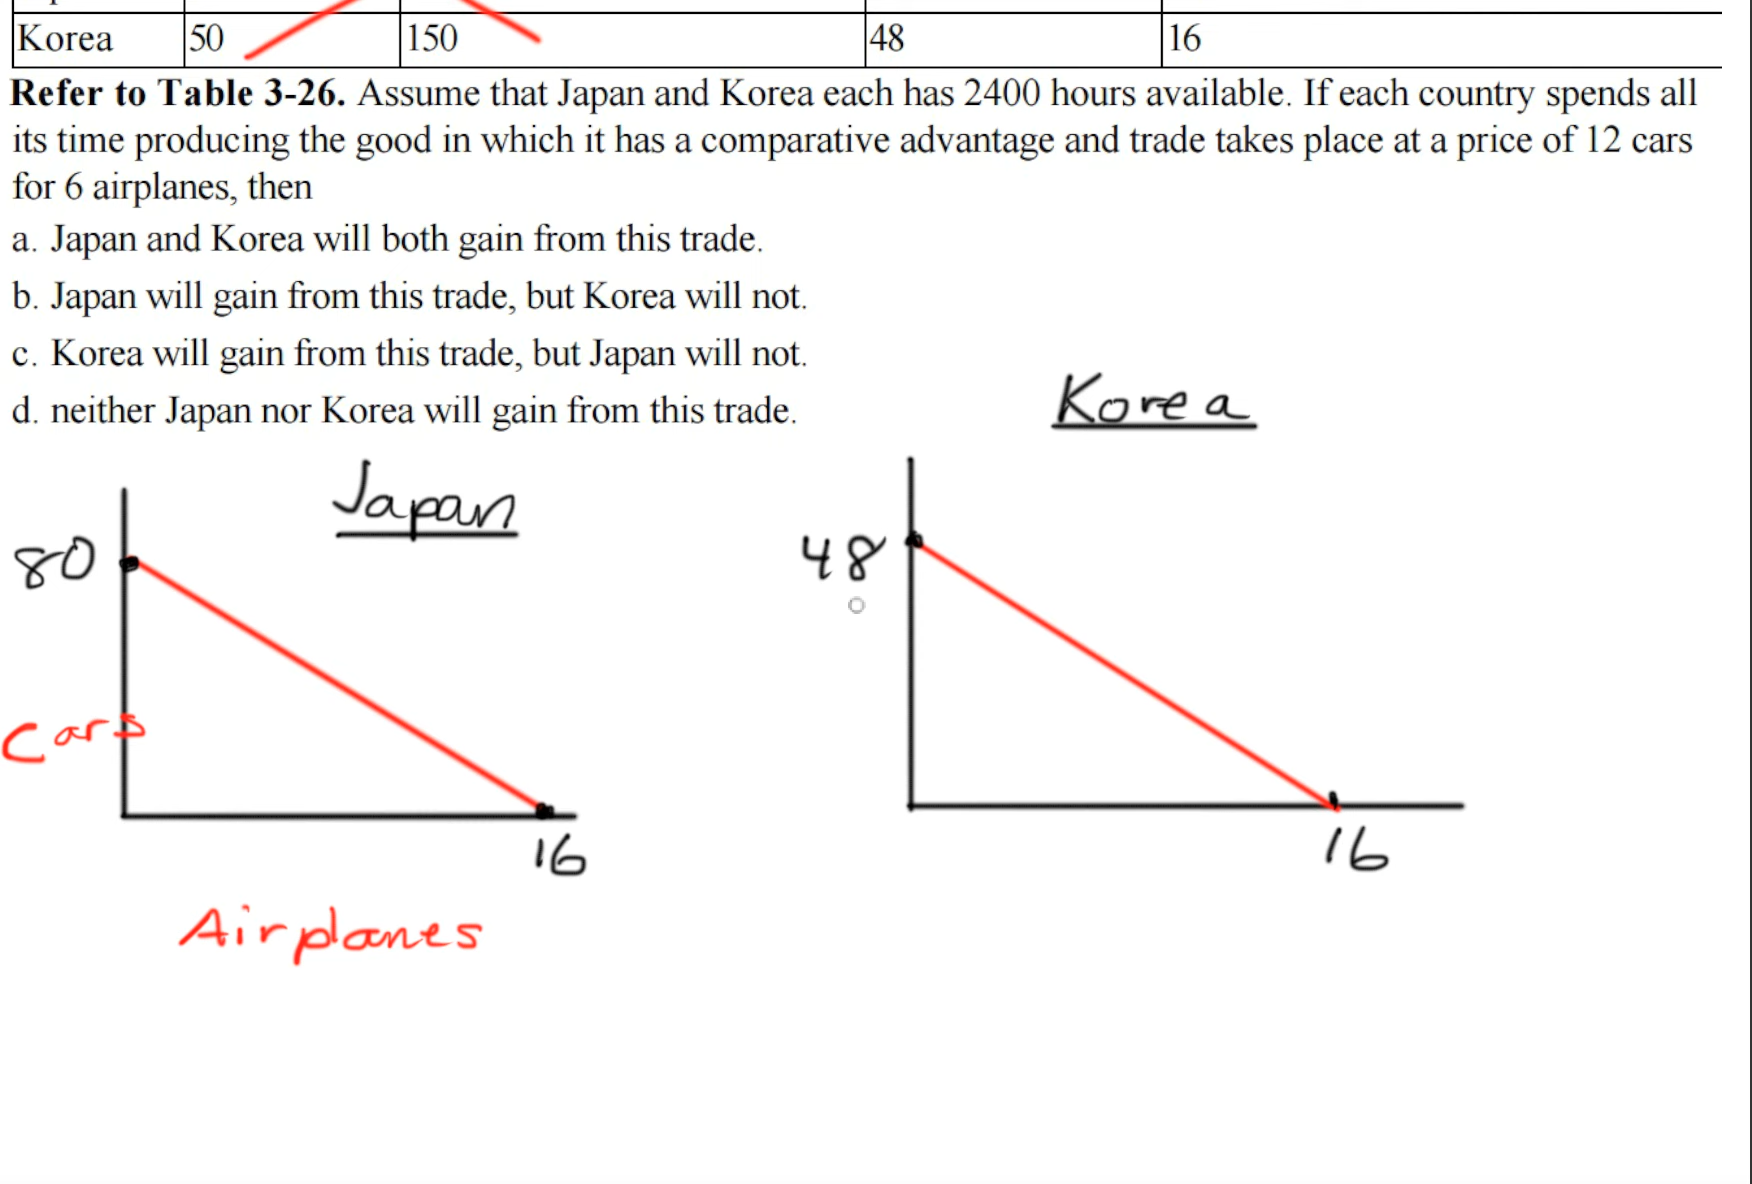 Korea 50 150 48 16
Refer to Table 3-26. Assume that Japan and Korea each has 2400 hours available. If each country spends all
its time producing the good in which it has a comparative advantage and trade takes place at a price of 12 cars
for 6 airplanes, then
a. Japan and Korea will both gain from this trade.
b. Japan will gain from this trade, but Korea will not.
c. Korea will gain from this trade, but Japan will not.
d. neither Japan nor Korea will gain from this trade.
Korea
Japan
80
48
Cars
16
16
Airplanes